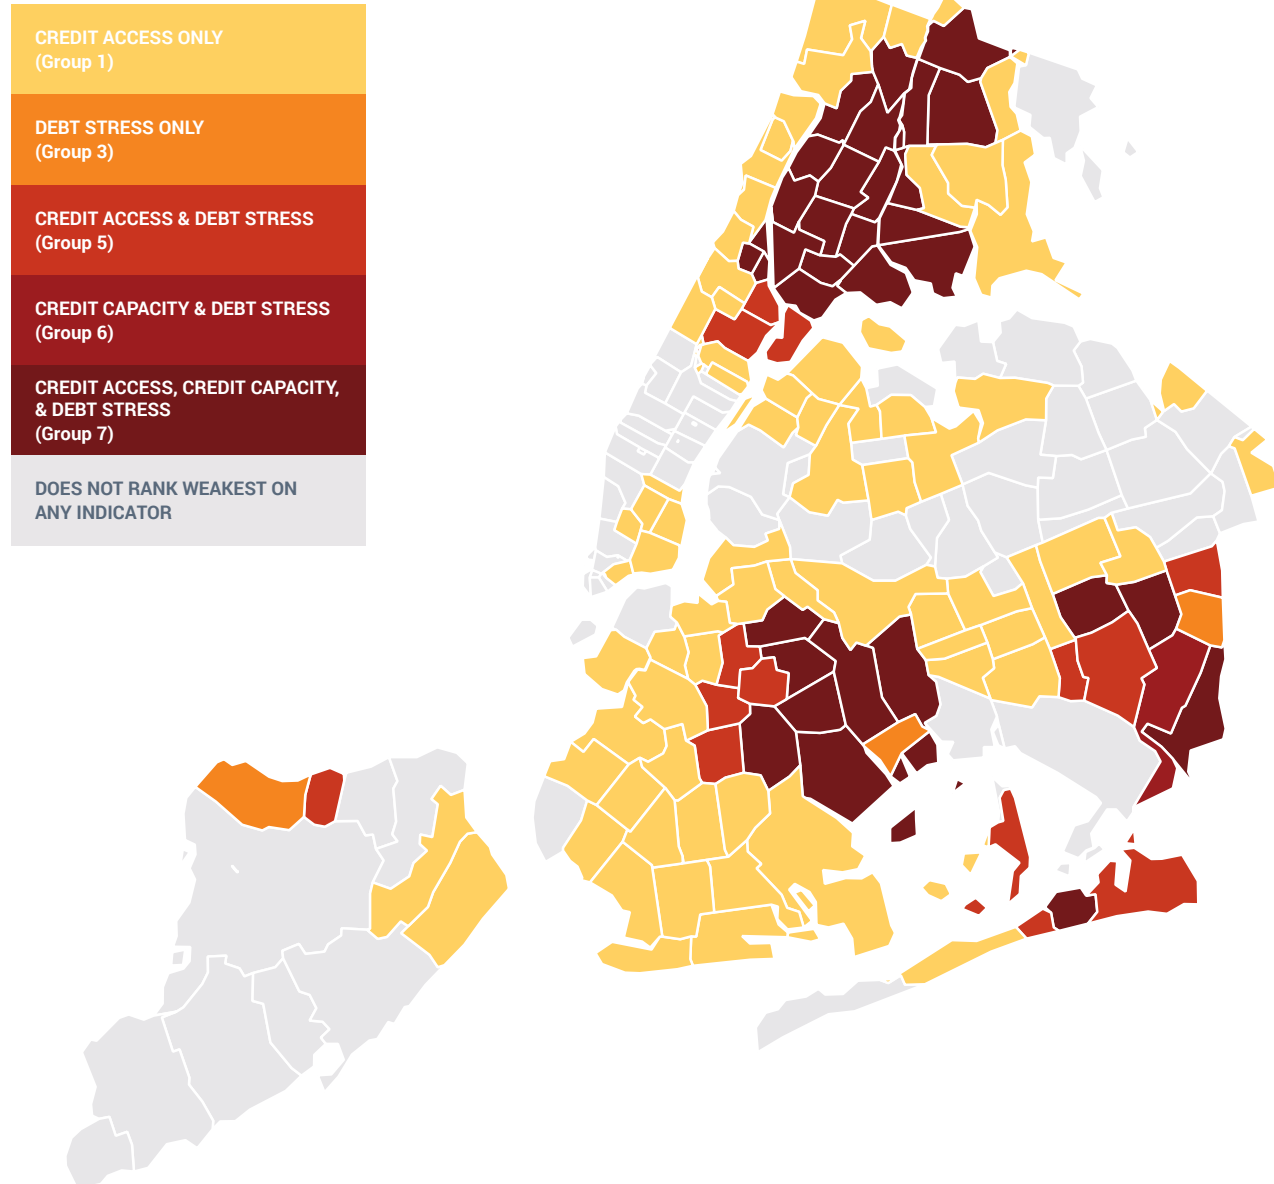 CREDIT ACCESS ONLY
(Group 1)
DEBT STRESS ONLY
(Group 3)
CREDIT ACCESS & DEBT STRESS
(Group 5)
CREDIT CAPACITY & DEBT STRESS
(Group 6)
CREDIT ACCESS, CREDIT CAPACITY,
& DEBT STRESS
(Group 7)
DOES NOT RANK WEAKEST ON
ANY INDICATOR